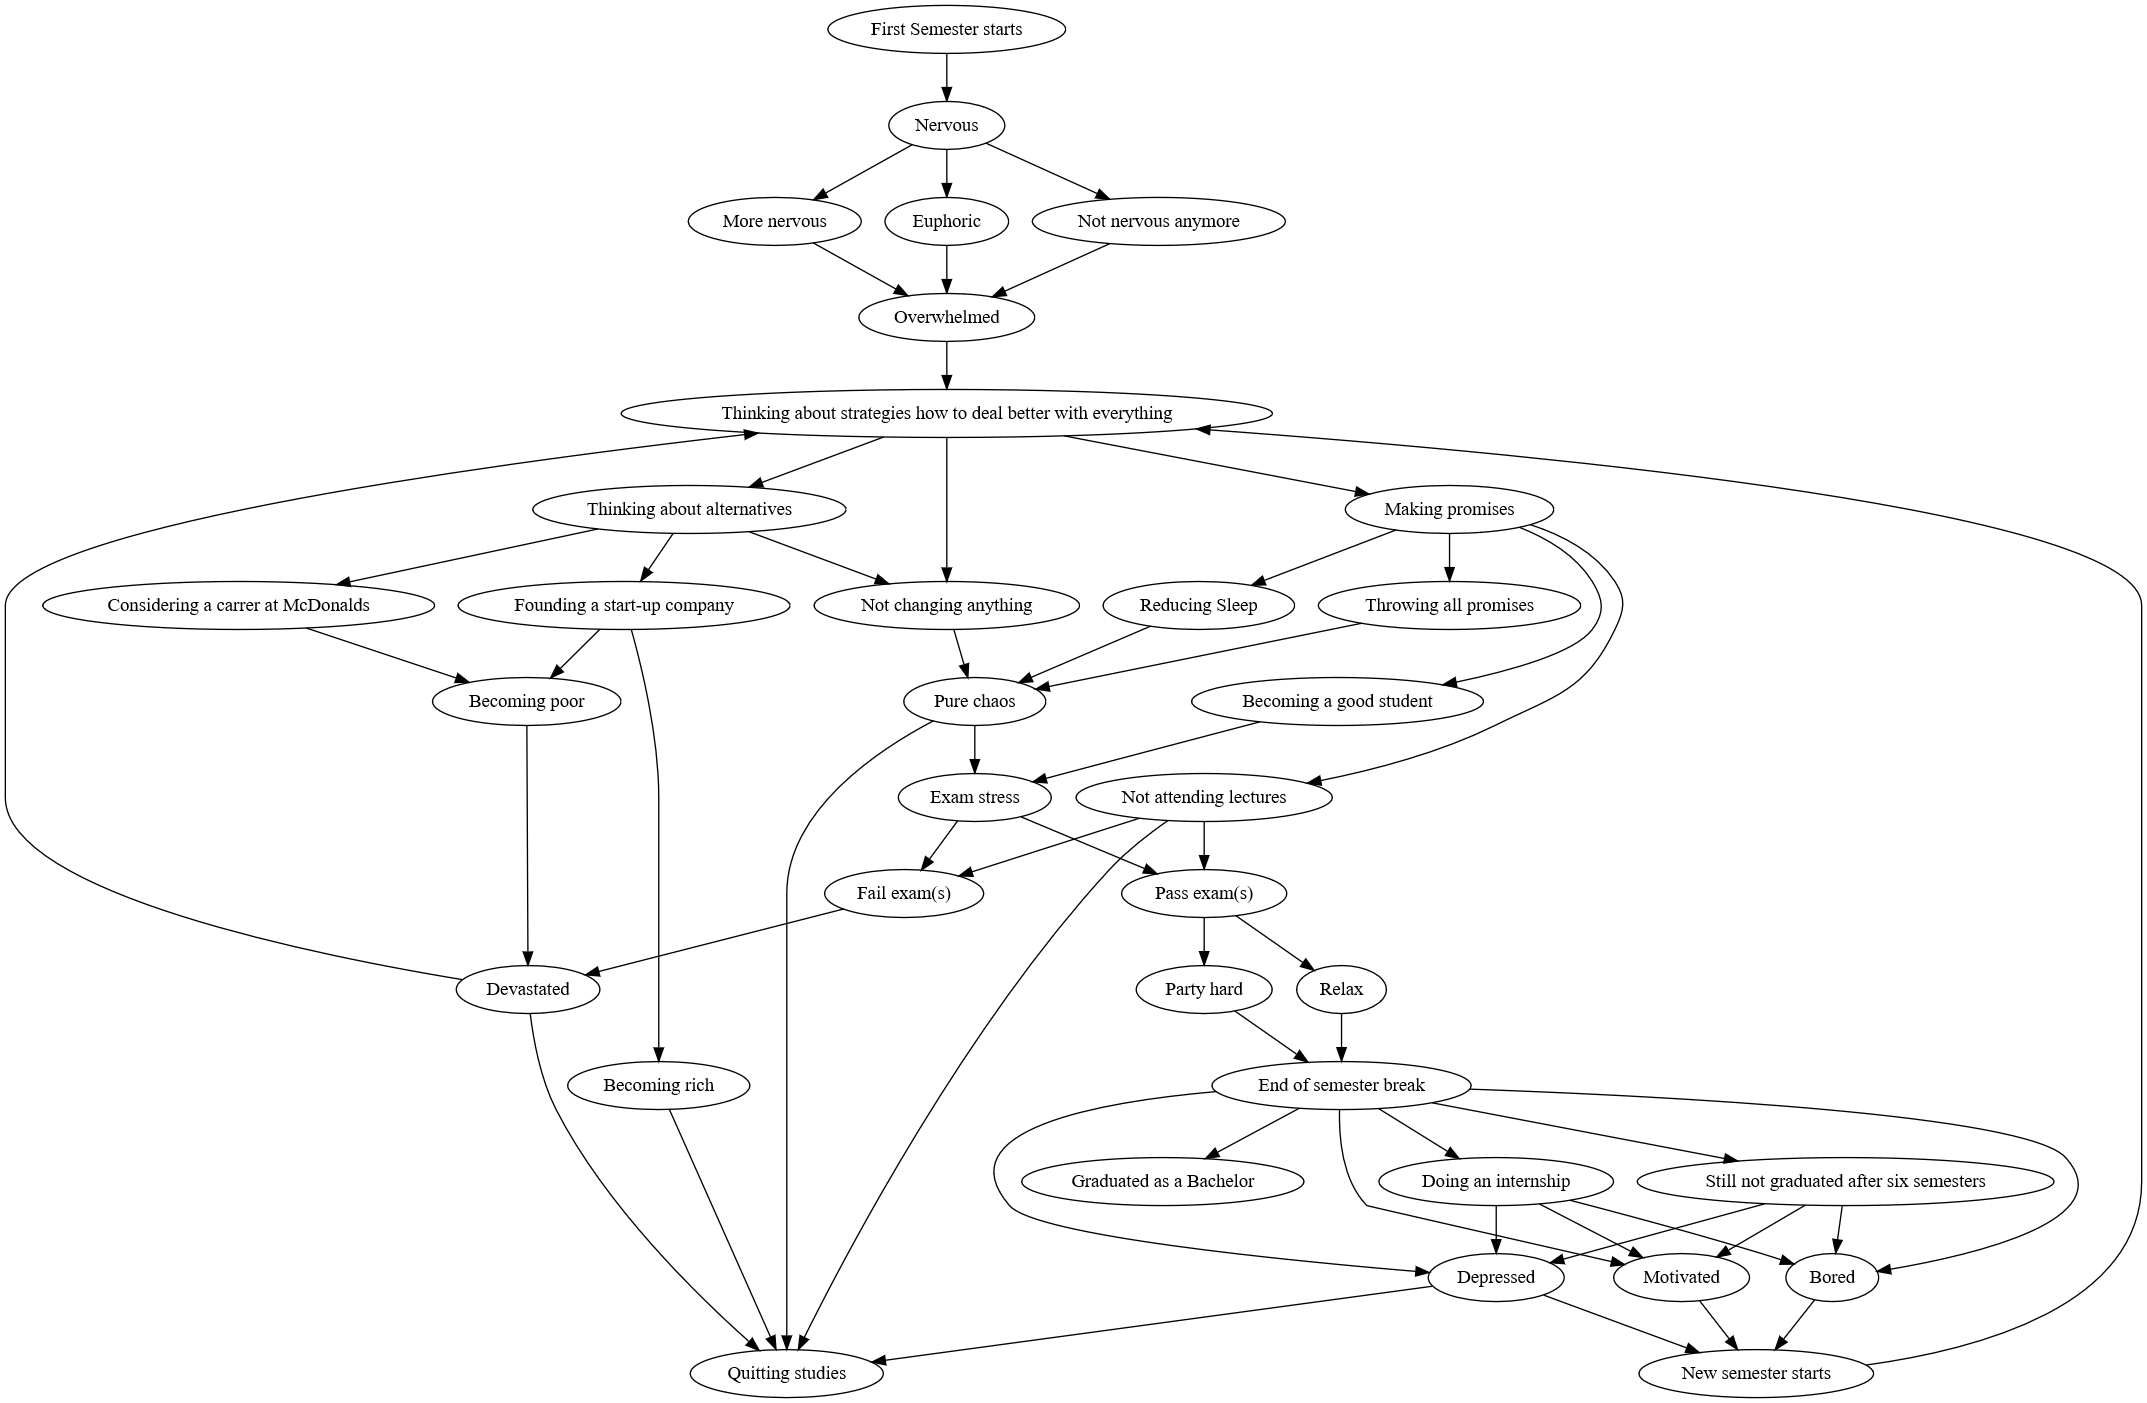 First Semester starts
Nervous
More nervous
Euphoric
Not nervous anymore
Overwhelmed
Thinking about strategies how to deal better with everything
Thinking about alternatives
Making promises
Considering a carrer at McDonalds
Founding a start-up company
Not changing anything
Reducing Sleep
Throwing all promises
Becoming poor
Pure chaos
Becoming a good student
Exam stress
Not attending lectures
Fail exam(s)
Pass exam(s)
Devastated
Party hard
Relax
Becoming rich
End of semester break
Graduated as a Bachelor
Doing an internship
Still not graduated after six semesters
Depressed
Motivated
Bored
Quitting studies
New semester starts